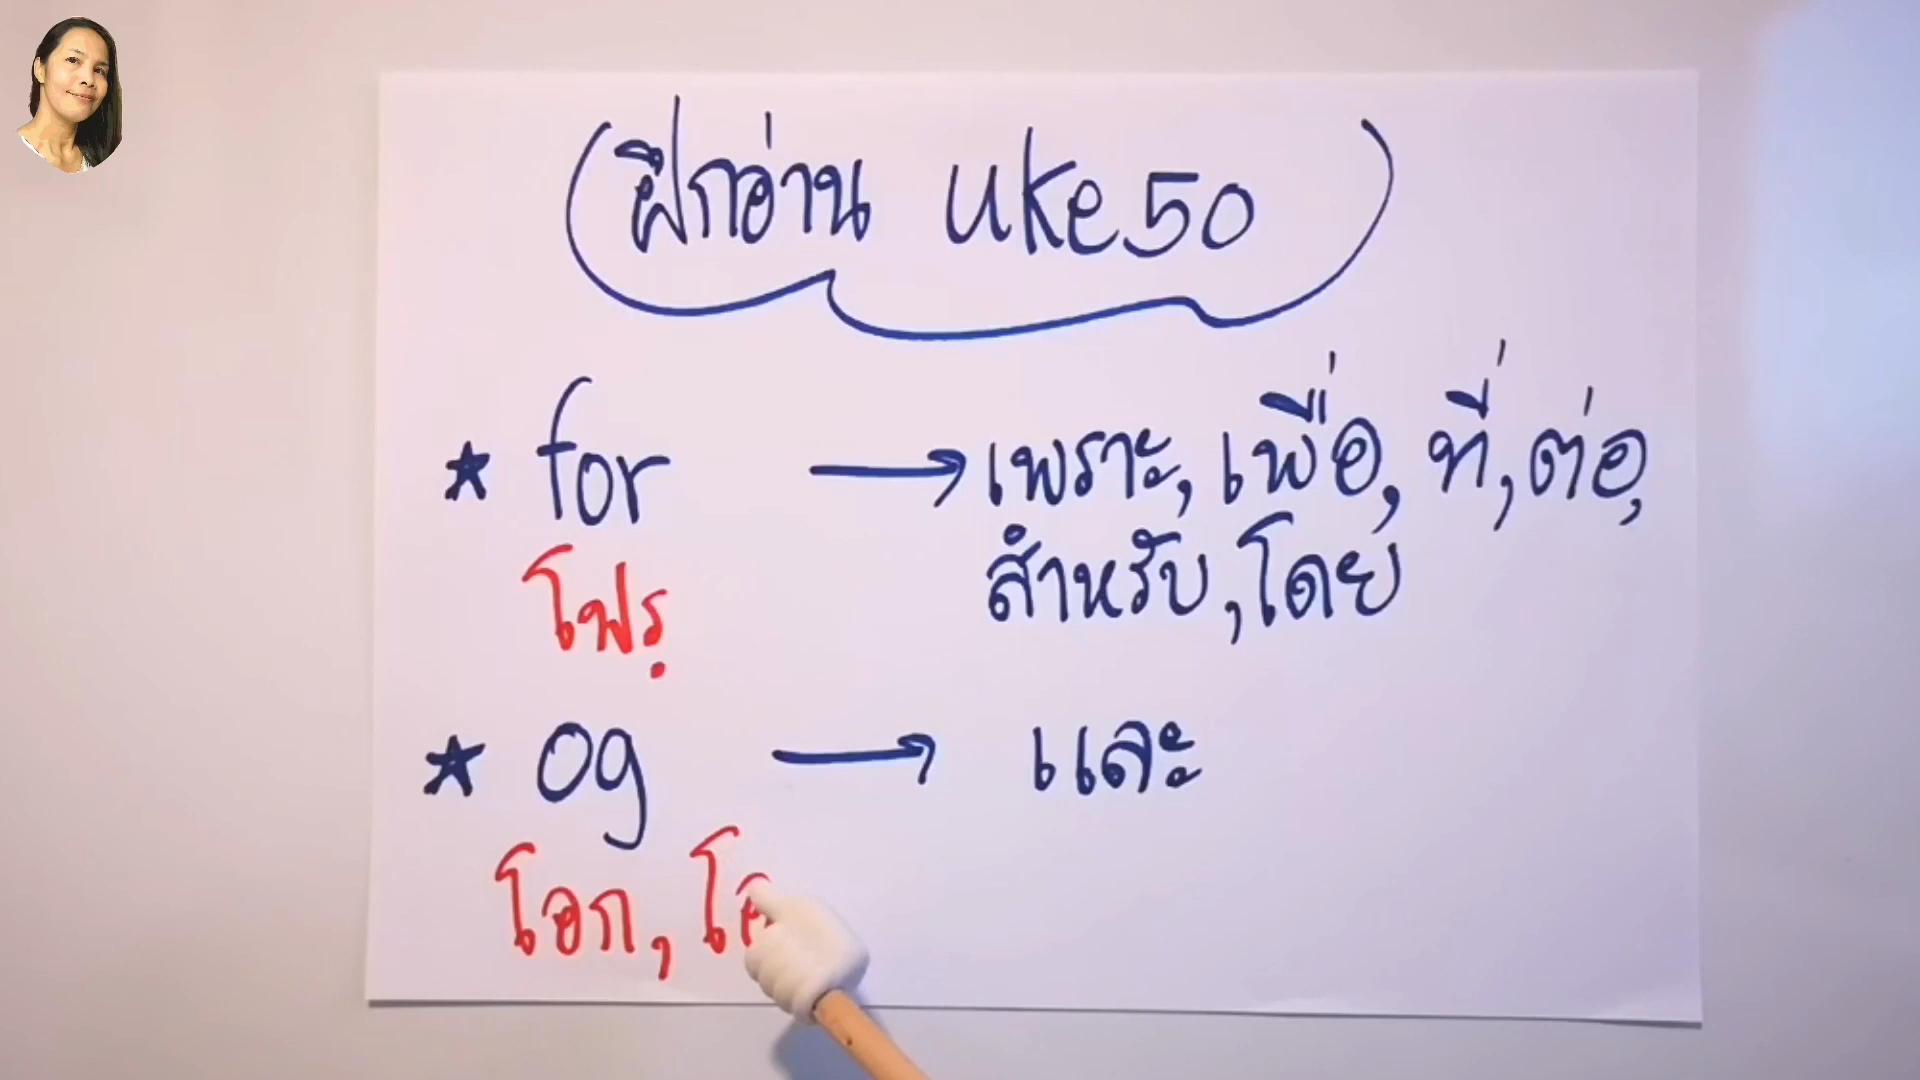 ฝึกอ่าน uke 50
★ for → เพราะ, เพื่อ, ที่, ต่อ,
สำหรับ, โดย
โฟรฺ
★ og → และ
โอก, โ